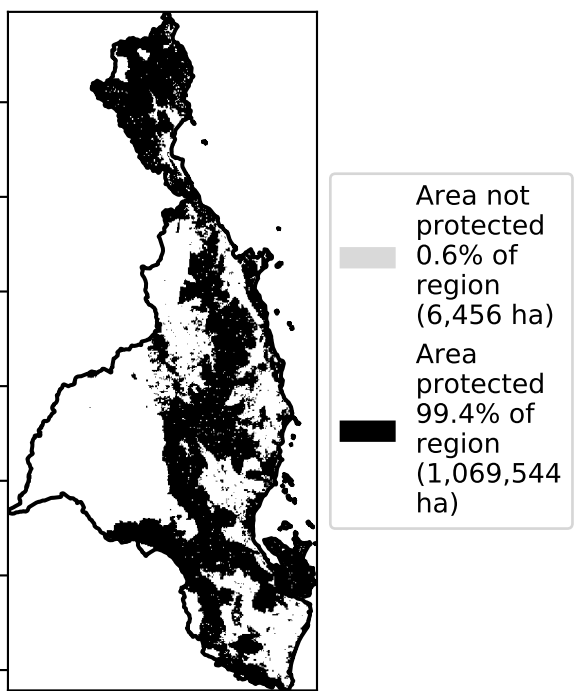 Area not
protected
0.6% of
region
(6,456 ha)
Area
protected
99.4% of
region
(1,069,544
ha)